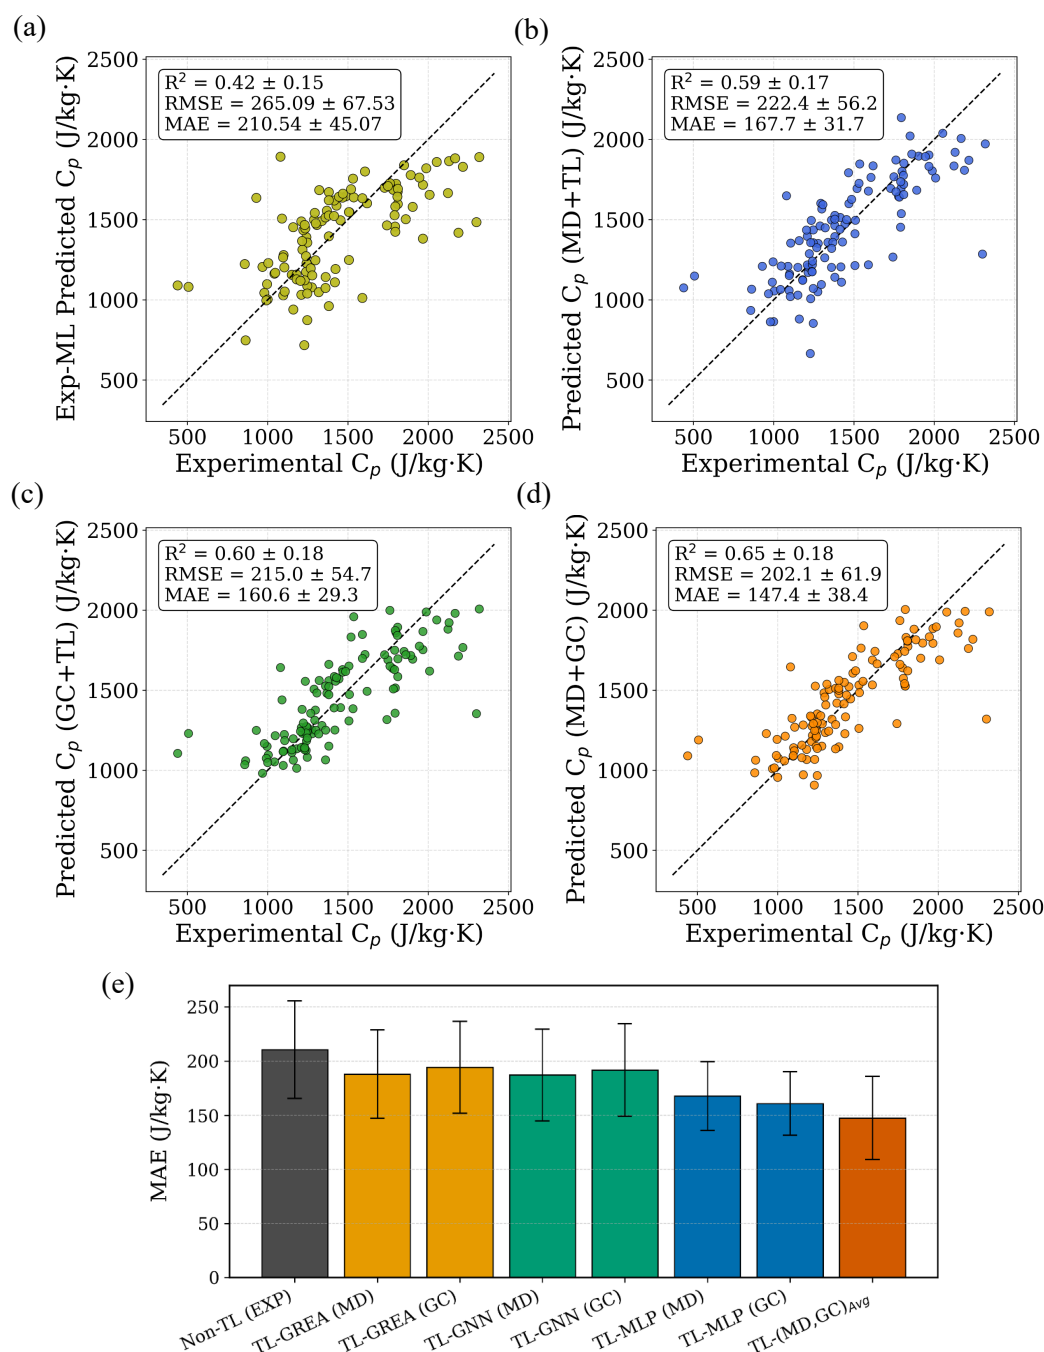 (a)
R² = 0.42 ± 0.15
RMSE = 265.09 ± 67.53
MAE = 210.54 ± 45.07
Exp-ML Predicted Cₚ (J/kg·K)
2500
2000
1500
1000
500
500 1000 1500 2000 2500
Experimental Cₚ (J/kg·K)
(b)
R² = 0.59 ± 0.17
RMSE = 222.4 ± 56.2
MAE = 167.7 ± 31.7
Predicted Cₚ (MD+TL) (J/kg·K)
2500
2000
1500
1000
500
500 1000 1500 2000 2500
Experimental Cₚ (J/kg·K)
(c)
R² = 0.60 ± 0.18
RMSE = 215.0 ± 54.7
MAE = 160.6 ± 29.3
Predicted Cₚ (GC+TL) (J/kg·K)
2500
2000
1500
1000
500
500 1000 1500 2000 2500
Experimental Cₚ (J/kg·K)
(d)
R² = 0.65 ± 0.18
RMSE = 202.1 ± 61.9
MAE = 147.4 ± 38.4
Predicted Cₚ (MD+GC) (J/kg·K)
2500
2000
1500
1000
500
500 1000 1500 2000 2500
Experimental Cₚ (J/kg·K)
(e)
MAE (J/kg·K)
250
200
150
100
50
0
Non-TL (EXP)
TL-GREA (MD)
TL-GREA (GC)
TL-GNN (MD)
TL-GNN (GC)
TL-MLP (MD)
TL-MLP (GC)
TL-(MD,GC)Avg